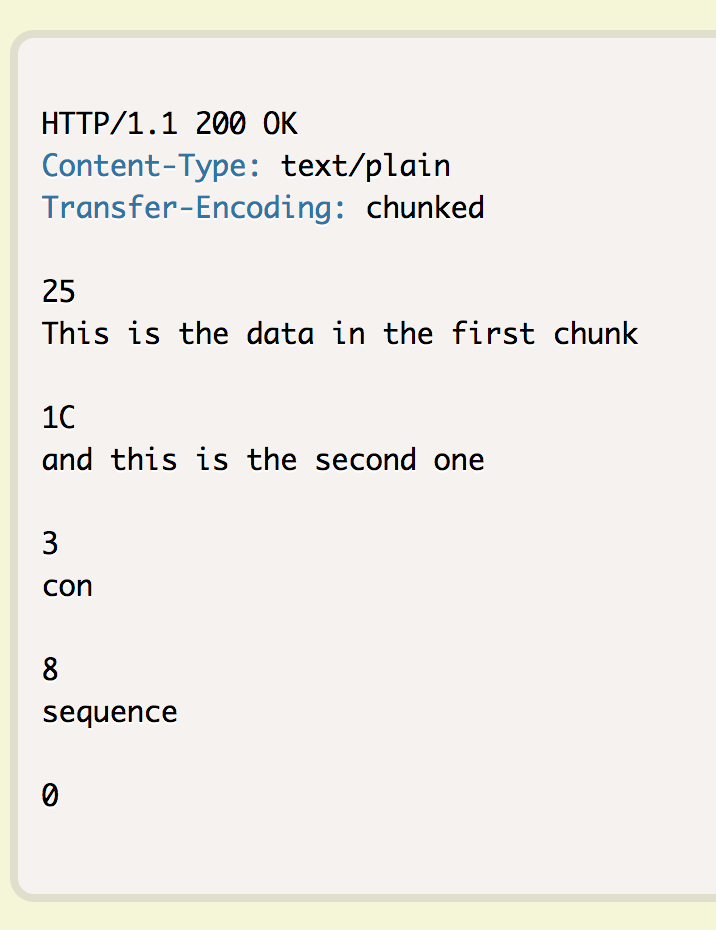 HTTP/1.1 200 OK
Content-Type: text/plain
Transfer-Encoding: chunked
25
This is the data in the first chunk
1C
and this is the second one
3
con
8
sequence
0